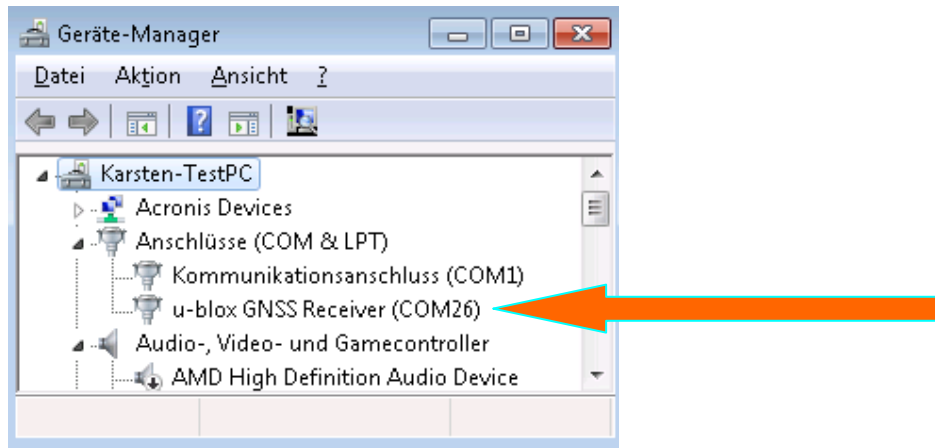 Geräte-Manager
Datei Aktion Ansicht ?
Karsten-TestPC
Acronis Devices
Anschlüsse (COM & LPT)
Kommunikationsanschluss (COM1)
u-blox GNSS Receiver (COM26)
Audio-, Video- und Gamecontroller
AMD High Definition Audio Device